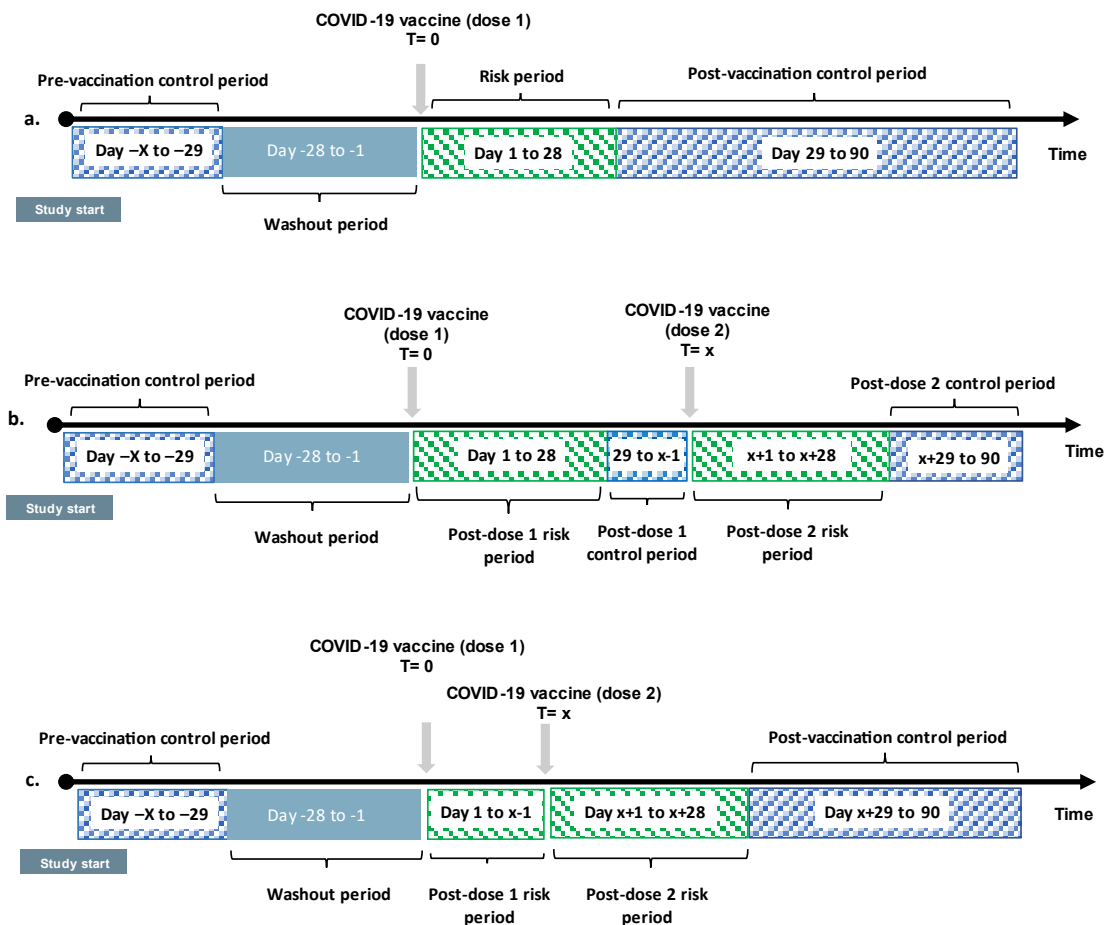 COVID-19 vaccine (dose 1)
T= 0
Pre-vaccination control period
Risk period
Post-vaccination control period
a.
Day –X to –29
Day -28 to -1
Day 1 to 28
Day 29 to 90
Time
Study start
Washout period
COVID-19 vaccine
(dose 1)
T= 0
COVID-19 vaccine
(dose 2)
T= x
Pre-vaccination control period
Post-dose 2 control period
b.
Day –X to –29
Day -28 to -1
Day 1 to 28
29 to x-1
x+1 to x+28
x+29 to 90
Time
Study start
Washout period
Post-dose 1 risk
period
Post-dose 1
control period
Post-dose 2 risk
period
COVID-19 vaccine (dose 1)
T= 0
COVID-19 vaccine (dose 2)
T= x
Pre-vaccination control period
Post-vaccination control period
c.
Day –X to –29
Day -28 to -1
Day 1 to x-1
Day x+1 to x+28
Day x+29 to 90
Time
Study start
Washout period
Post-dose 1 risk
period
Post-dose 2 risk
period